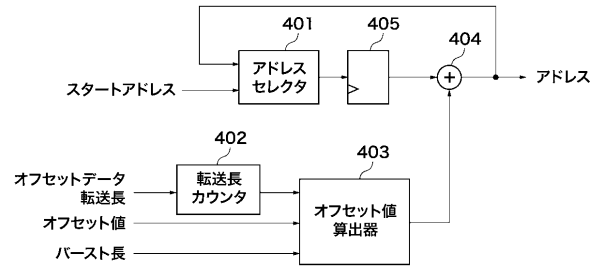 401
405
404
アドレス
セレクタ
アドレス
スタートアドレス
402
403
オフセットデータ
転送長
転送長
カウンタ
オフセット値
オフセット値
算出器
バースト長